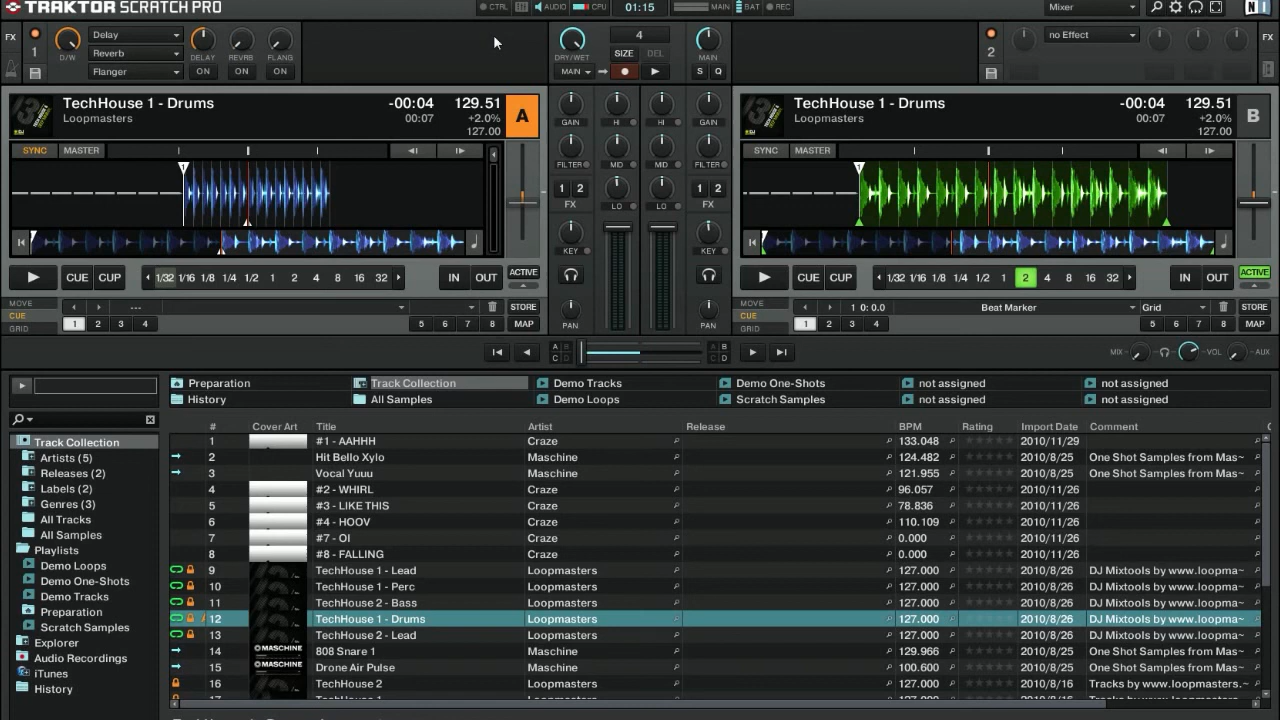 TRAKTOR SCRATCH PRO CTRL AUDIO CPU 01:15 MAIN BAT REC Mixer
FX 1 D/W Delay Reverb Flanger DELAY ON REVRB ON FLANG ON
DRY/WET MAIN 4 SIZE DEL MAIN S Q
2 no Effect FX
TechHouse 1 - Drums -00:04 129.51 A
Loopmasters 00:07 +2.0%
127.00
SYNC MASTER
1
CUE CUP 1/32 1/16 1/8 1/4 1/2 1 2 4 8 16 32 IN OUT ACTIVE
MOVE --- STORE
CUE 1 2 3 4 5 6 7 8 MAP
GRID
GAIN HI HI GAIN
FILTER MID MID FILTER
1 2 FX LO LO 1 2 FX
KEY KEY
PAN PAN
TechHouse 1 - Drums -00:04 129.51 B
Loopmasters 00:07 +2.0%
127.00
SYNC MASTER
1
CUE CUP 1/32 1/16 1/8 1/4 1/2 1 2 4 8 16 32 IN OUT ACTIVE
MOVE 1 0: 0.0 Beat Marker Grid STORE
CUE 1 2 3 4 5 6 7 8 MAP
GRID
A B C D A B C D MIX VOL AUX
Preparation Track Collection Demo Tracks Demo One-Shots not assigned not assigned
History All Samples Demo Loops Scratch Samples not assigned not assigned
Track Collection
Artists (5)
Releases (2)
Labels (2)
Genres (3)
All Tracks
All Samples
Playlists
Demo Loops
Demo One-Shots
Demo Tracks
Preparation
Scratch Samples
Explorer
Audio Recordings
iTunes
History
# Cover Art Title Artist Release BPM Rating Import Date Comment
1 #1 - AAHHH Craze 133.048 2010/11/29
2 Hit Bello Xylo Maschine 124.482 2010/8/25 One Shot Samples from Mas~
3 Vocal Yuuu Maschine 121.955 2010/8/25 One Shot Samples from Mas~
4 #2 - WHIRL Craze 96.057 2010/11/26
5 #3 - LIKE THIS Craze 78.836 2010/11/26
6 #4 - HOOV Craze 110.109 2010/11/26
7 #7 - OI Craze 0.000 2010/11/26
8 #8 - FALLING Craze 0.000 2010/11/26
9 TechHouse 1 - Lead Loopmasters 127.000 2010/8/26 DJ Mixtools by www.loopma~
10 TechHouse 1 - Perc Loopmasters 127.000 2010/8/26 DJ Mixtools by www.loopma~
11 TechHouse 2 - Bass Loopmasters 127.000 2010/8/26 DJ Mixtools by www.loopma~
12 TechHouse 1 - Drums Loopmasters 127.000 2010/8/26 DJ Mixtools by www.loopma~
13 TechHouse 2 - Lead Loopmasters 127.000 2010/8/26 DJ Mixtools by www.loopma~
14 MASCHINE 808 Snare 1 Maschine 129.966 2010/8/25 One Shot Samples from Mas~
15 MASCHINE Drone Air Pulse Maschine 100.600 2010/8/25 One Shot Samples from Mas~
16 TechHouse 2 Loopmasters 127.000 2010/8/16 Tracks by www.loopmasters.~